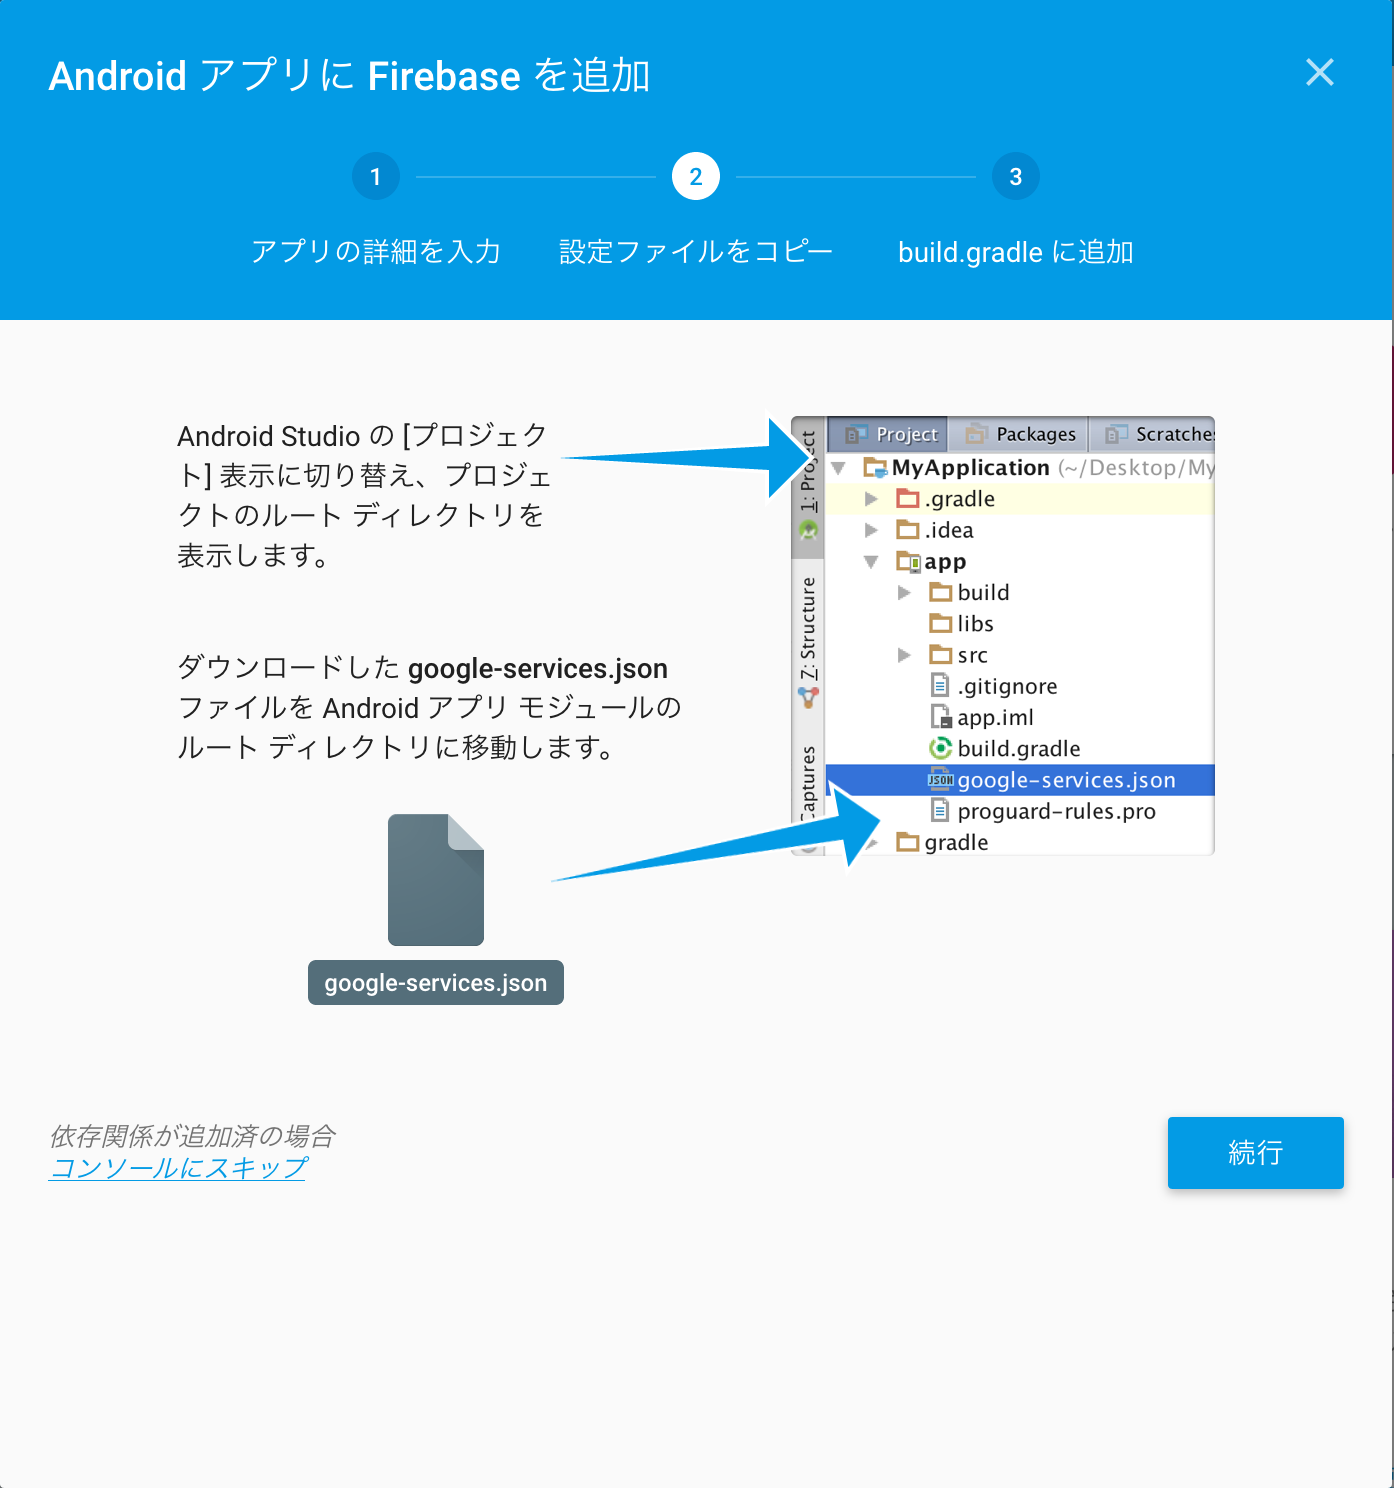 Android アプリに Firebase を追加
1
2
3
アプリの詳細を入力
設定ファイルをコピー
build.gradle に追加
Android Studio の [プロジェク
ト] 表示に切り替え、プロジェ
クトのルート ディレクトリを
表示します。
ダウンロードした google-services.json
ファイルを Android アプリ モジュールの
ルート ディレクトリに移動します。
google-services.json
1: Project
Z: Structure
Captures
Project
Packages
Scratches
MyApplication (~/Desktop/My
.gradle
.idea
app
build
libs
src
.gitignore
app.iml
build.gradle
JSON google-services.json
proguard-rules.pro
gradle
依存関係が追加済の場合
コンソールにスキップ
続行